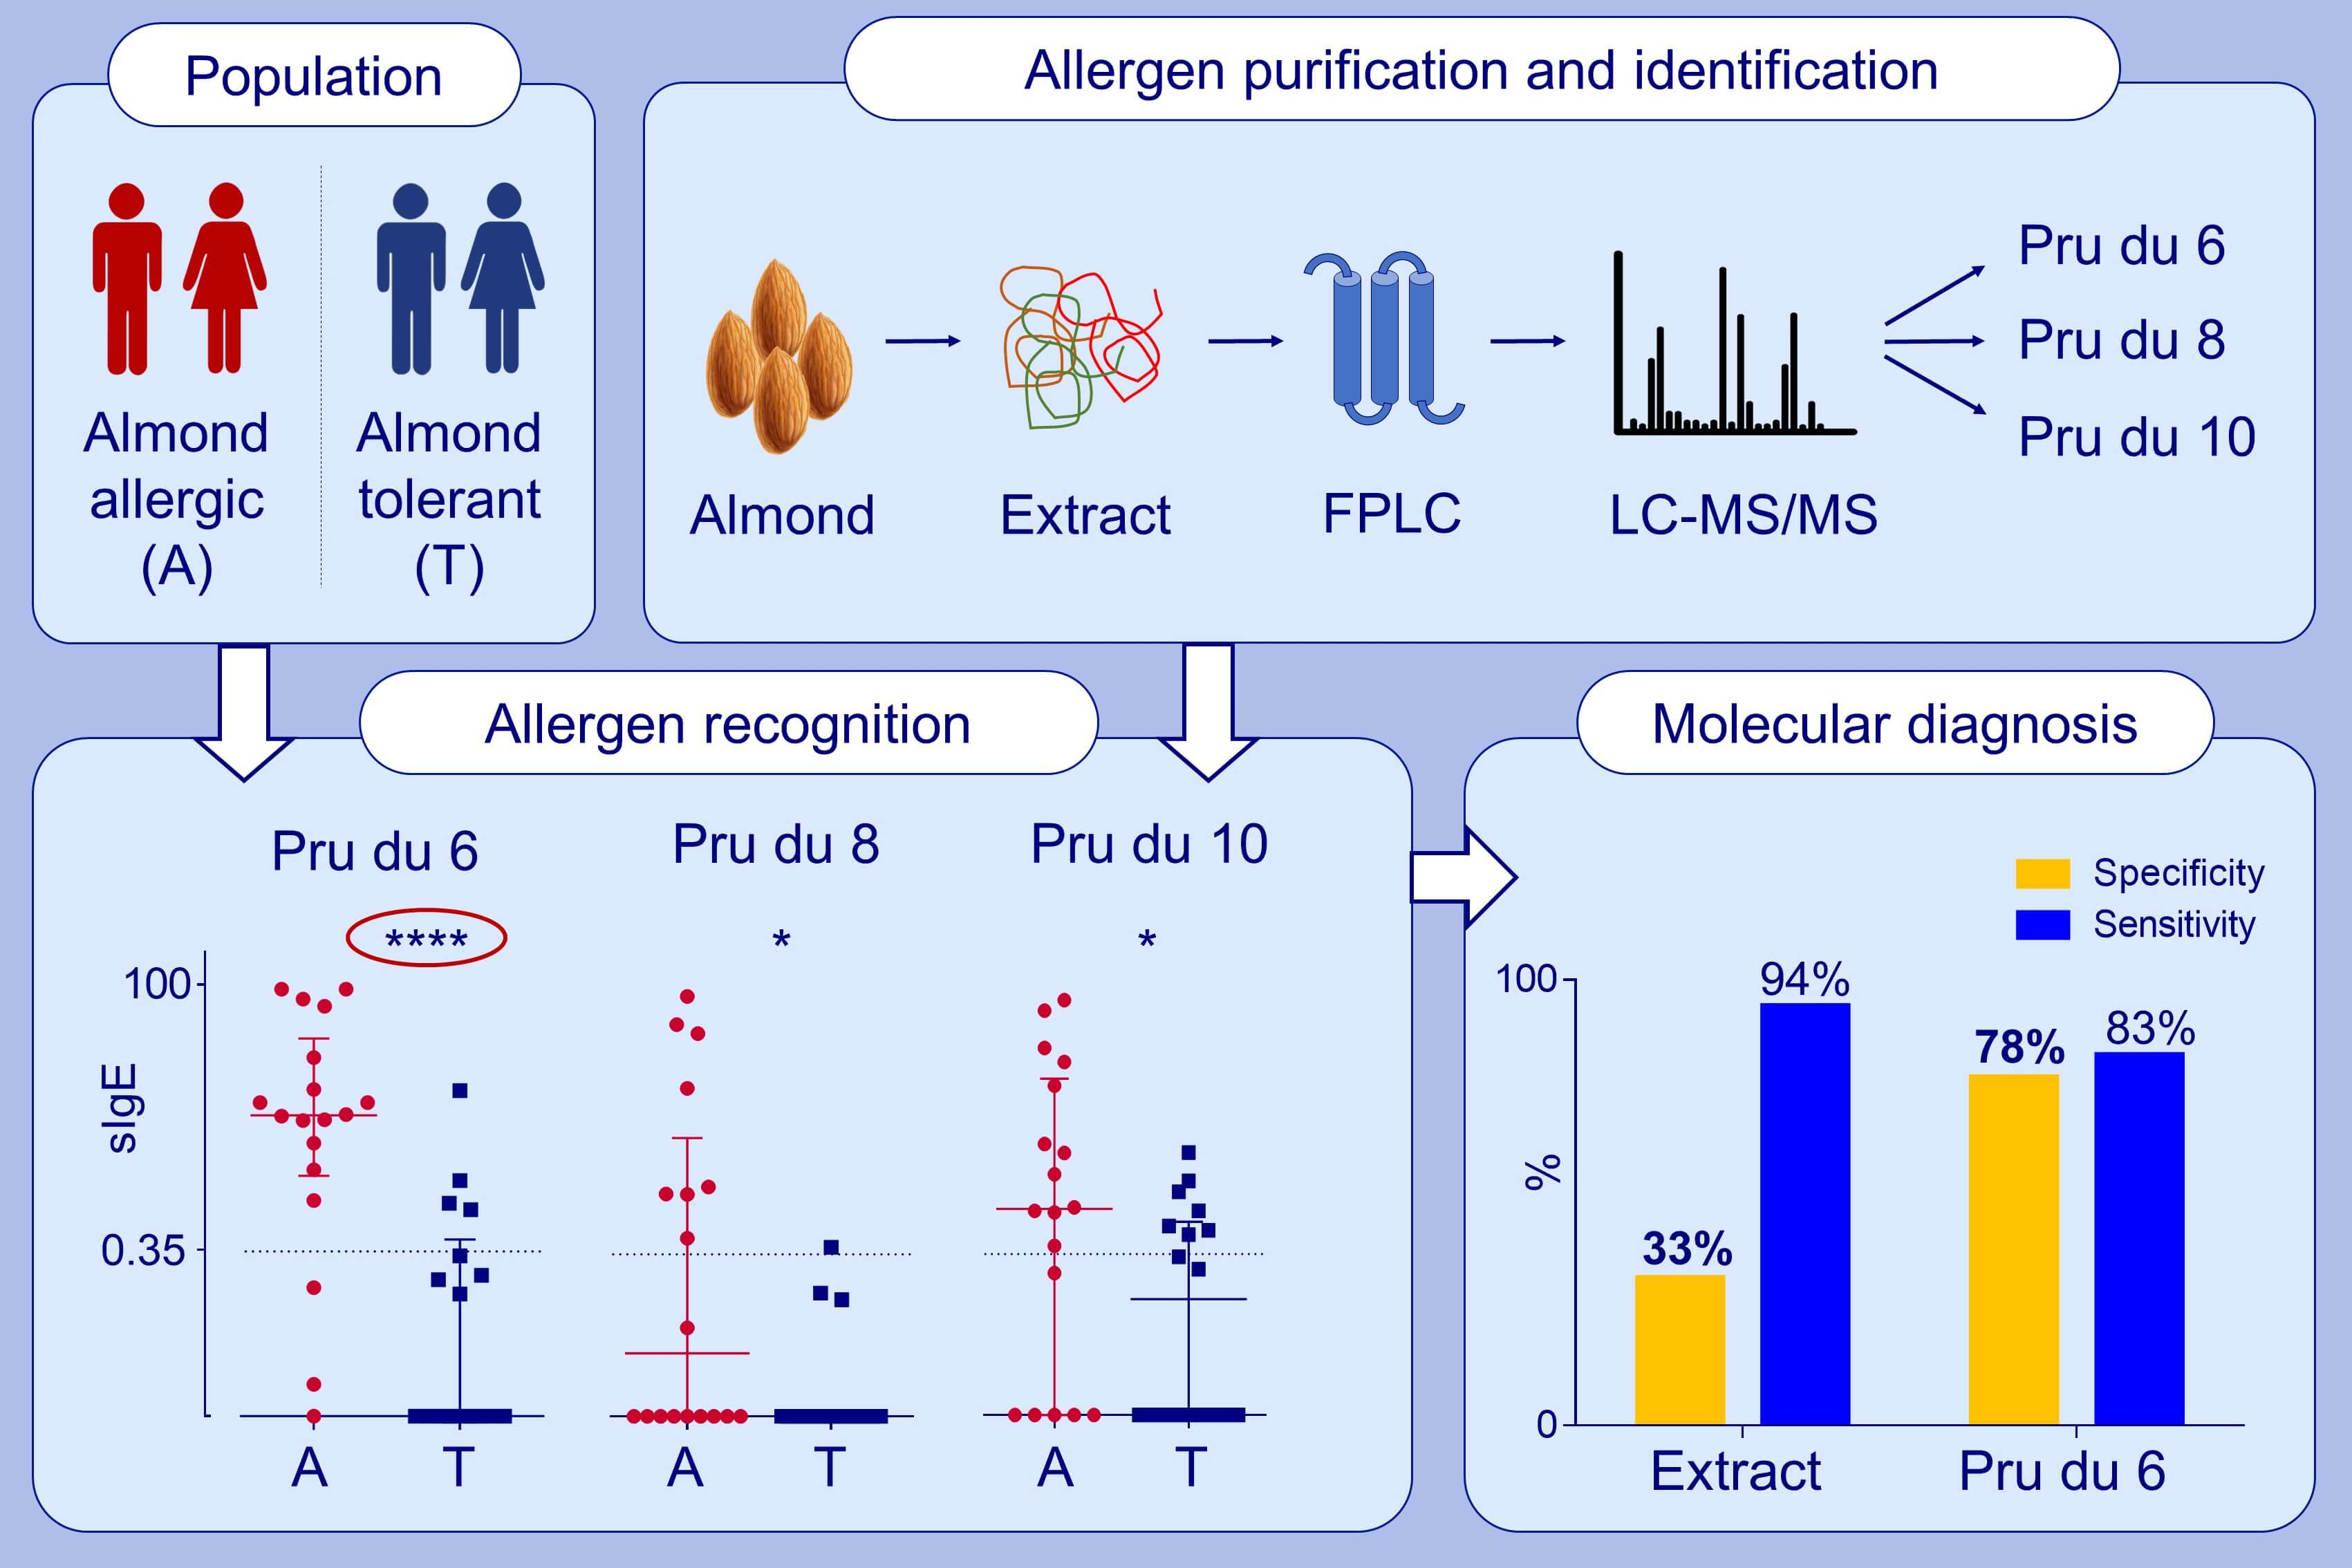 Population
Almond
allergic
(A)
Almond
tolerant
(T)
Allergen purification and identification
Almond
Extract
FPLC
LC-MS/MS
Pru du 6
Pru du 8
Pru du 10
Allergen recognition
Pru du 6
Pru du 8
Pru du 10
****
*
*
100
0.35
sIgE
A
T
A
T
A
T
Molecular diagnosis
Specificity
Sensitivity
100
0
%
33%
94%
78%
83%
Extract
Pru du 6